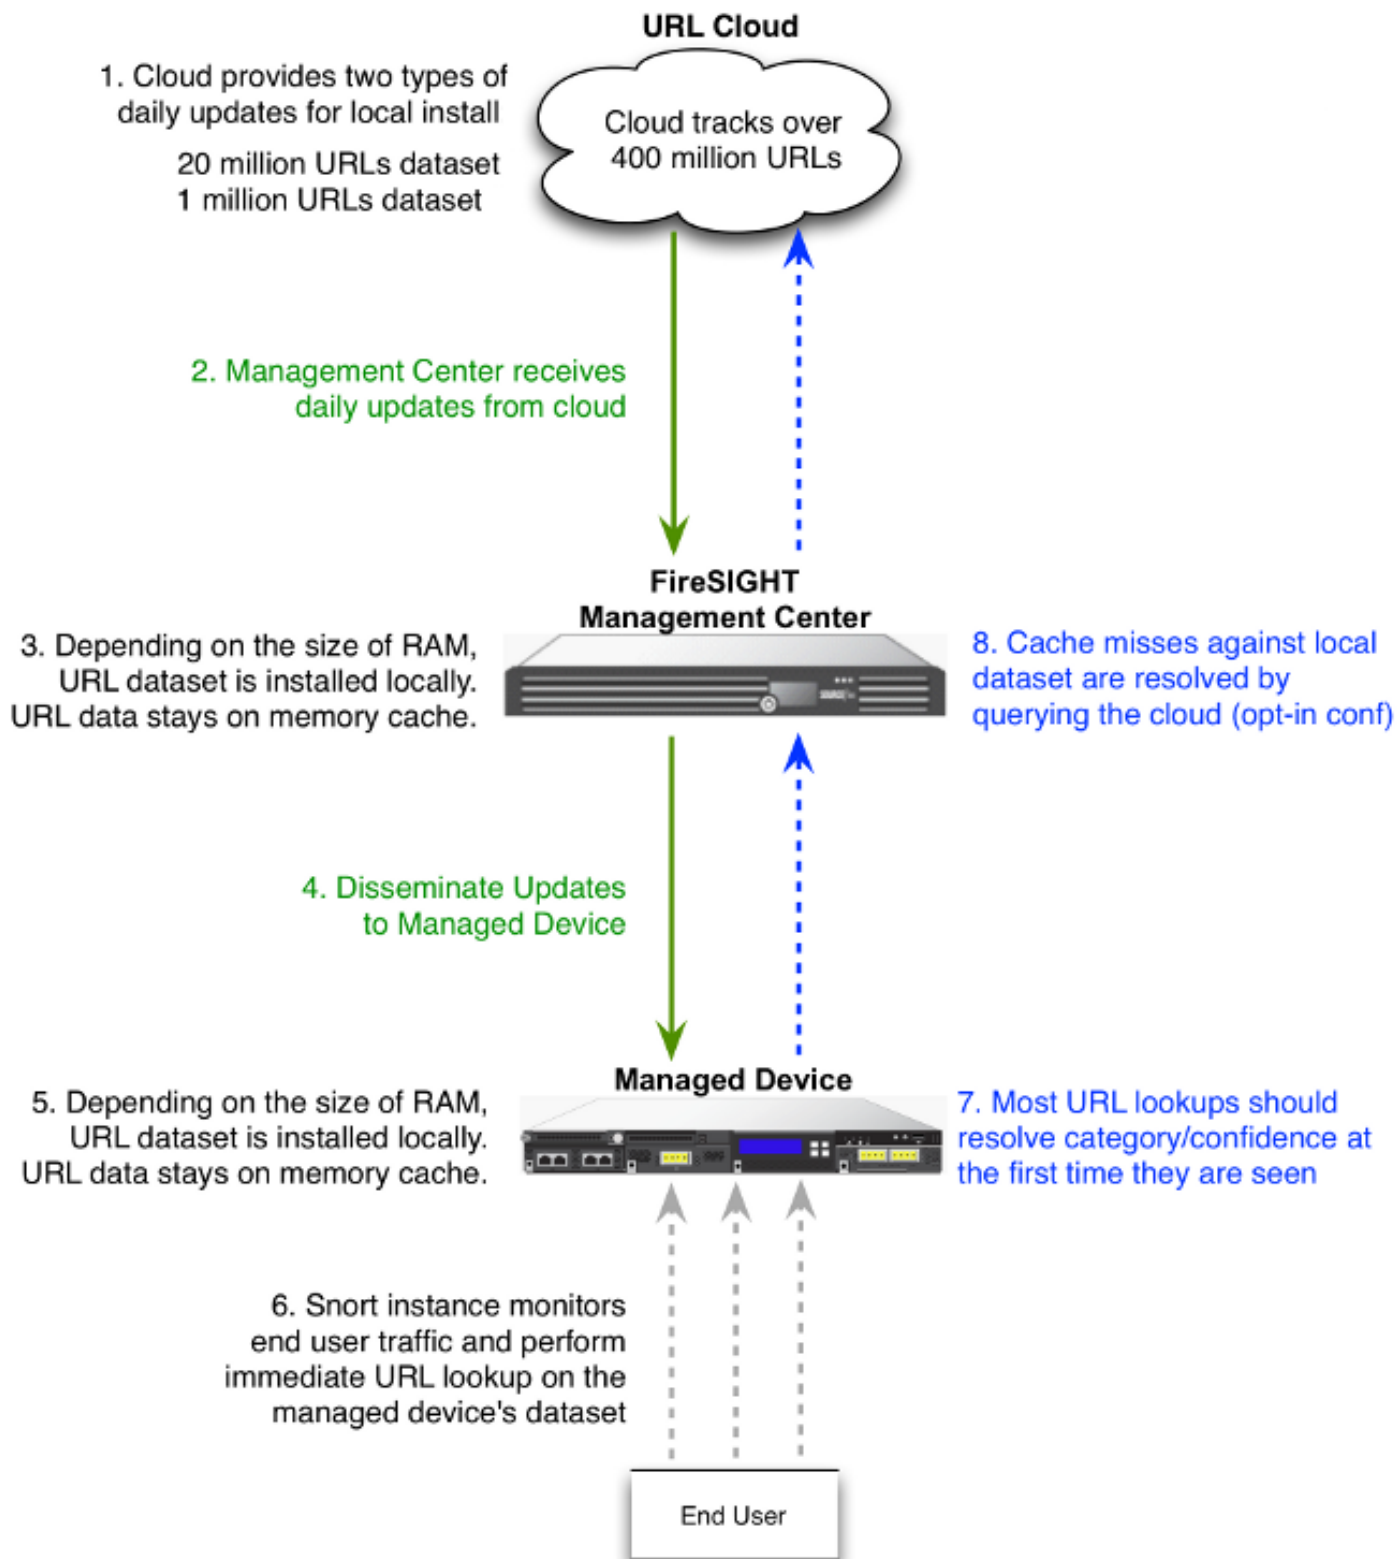 URL Cloud
1. Cloud provides two types of
daily updates for local install
20 million URLs dataset
1 million URLs dataset
Cloud tracks over
400 million URLs
2. Management Center receives
daily updates from cloud
FireSIGHT
Management Center
3. Depending on the size of RAM,
URL dataset is installed locally.
URL data stays on memory cache.
8. Cache misses against local
dataset are resolved by
querying the cloud (opt-in conf)
4. Disseminate Updates
to Managed Device
Managed Device
5. Depending on the size of RAM,
URL dataset is installed locally.
URL data stays on memory cache.
7. Most URL lookups should
resolve category/confidence at
the first time they are seen
6. Snort instance monitors
end user traffic and perform
immediate URL lookup on the
managed device's dataset
End User